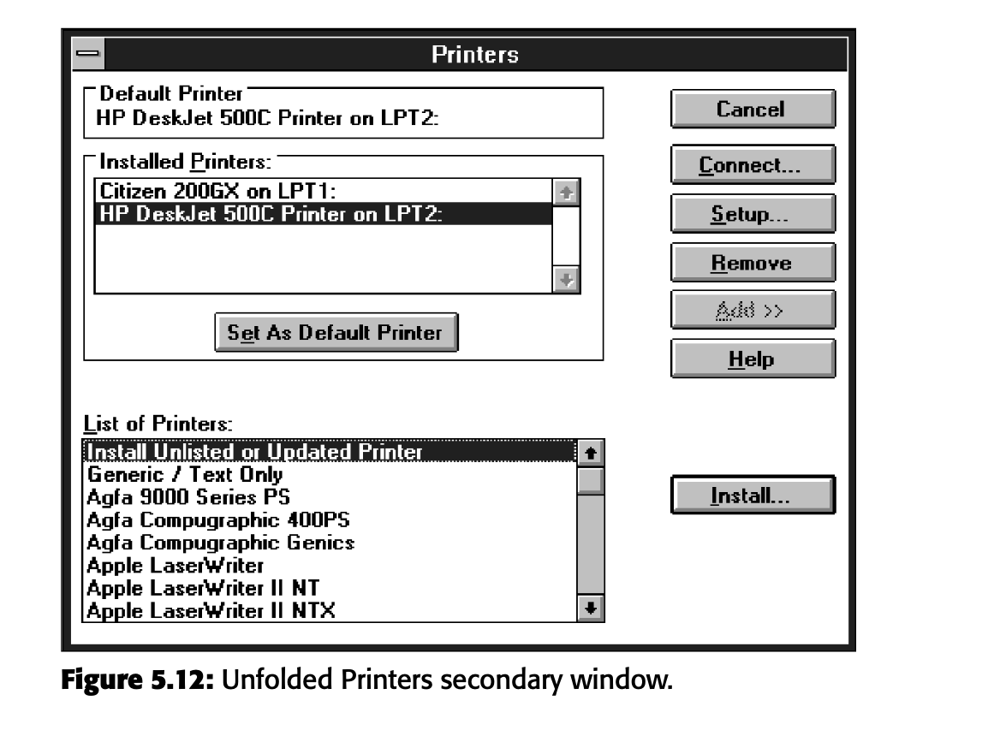 Printers
Default Printer
HP DeskJet 500C Printer on LPT2:
Installed Printers:
Citizen 200GX on LPT1:
HP DeskJet 500C Printer on LPT2:
Set As Default Printer
Cancel
Connect...
Setup...
Remove
Add >>
Help
List of Printers:
Install Unlisted or Updated Printer
Generic / Text Only
Agfa 9000 Series PS
Agfa Compugraphic 400PS
Agfa Compugraphic Genics
Apple LaserWriter
Apple LaserWriter II NT
Apple LaserWriter II NTX
Install...
Figure 5.12: Unfolded Printers secondary window.